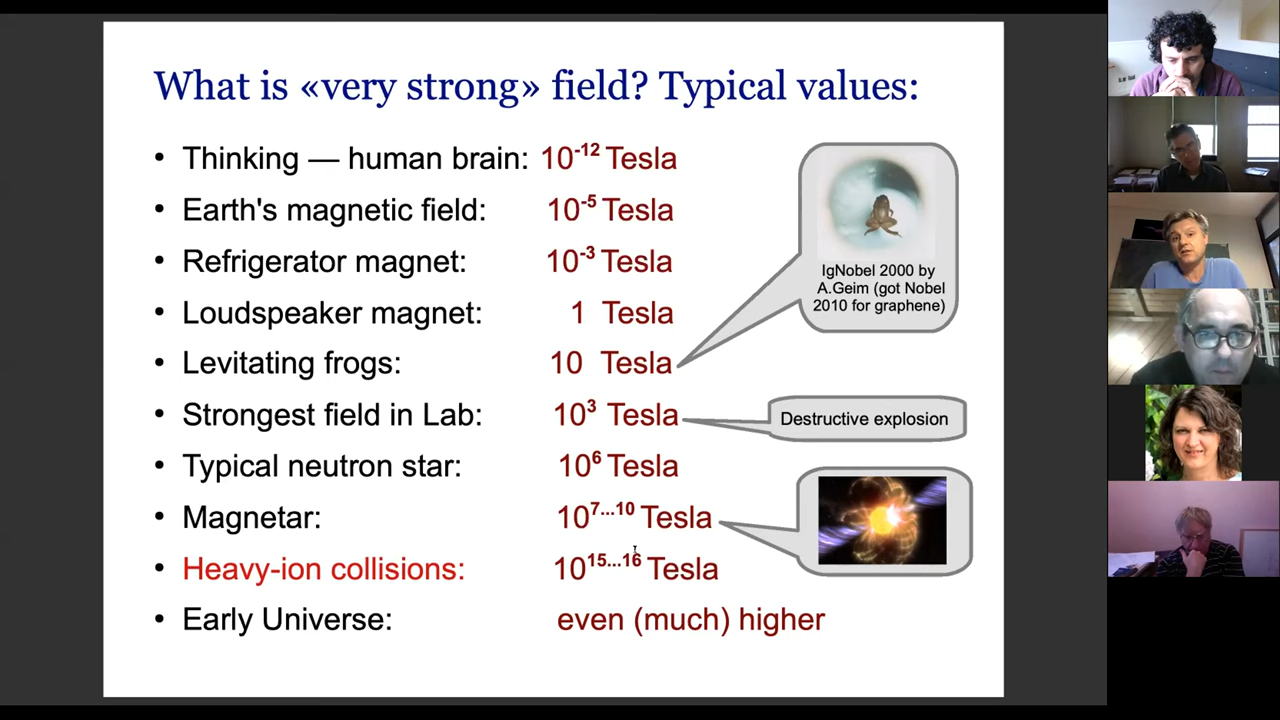 What is «very strong» field? Typical values:
• Thinking — human brain: 10⁻¹² Tesla
• Earth's magnetic field: 10⁻⁵ Tesla
• Refrigerator magnet: 10⁻³ Tesla
• Loudspeaker magnet: 1 Tesla
• Levitating frogs: 10 Tesla
• Strongest field in Lab: 10³ Tesla
• Typical neutron star: 10⁶ Tesla
• Magnetar: 10⁷···¹⁰ Tesla
• Heavy-ion collisions: 10¹⁵···¹⁶ Tesla
• Early Universe: even (much) higher
IgNobel 2000 by
A.Geim (got Nobel
2010 for graphene)
Destructive explosion